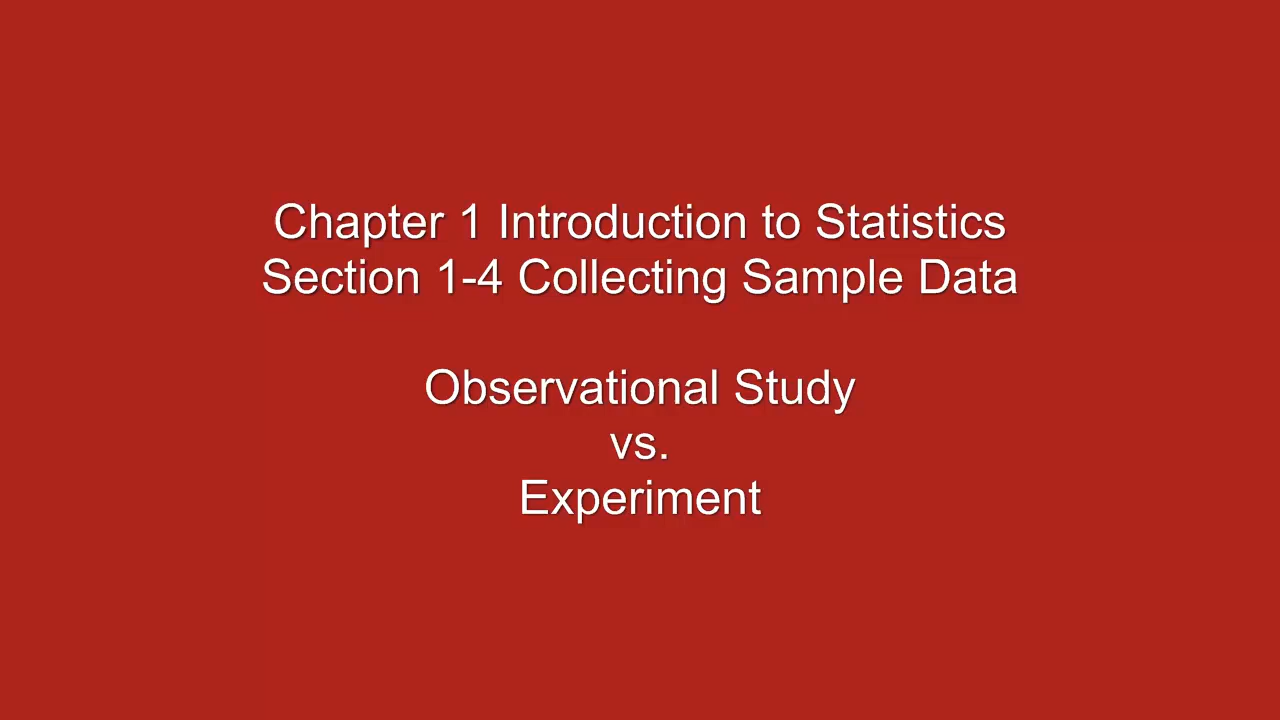 Chapter 1 Introduction to Statistics
Section 1-4 Collecting Sample Data
Observational Study
vs.
Experiment